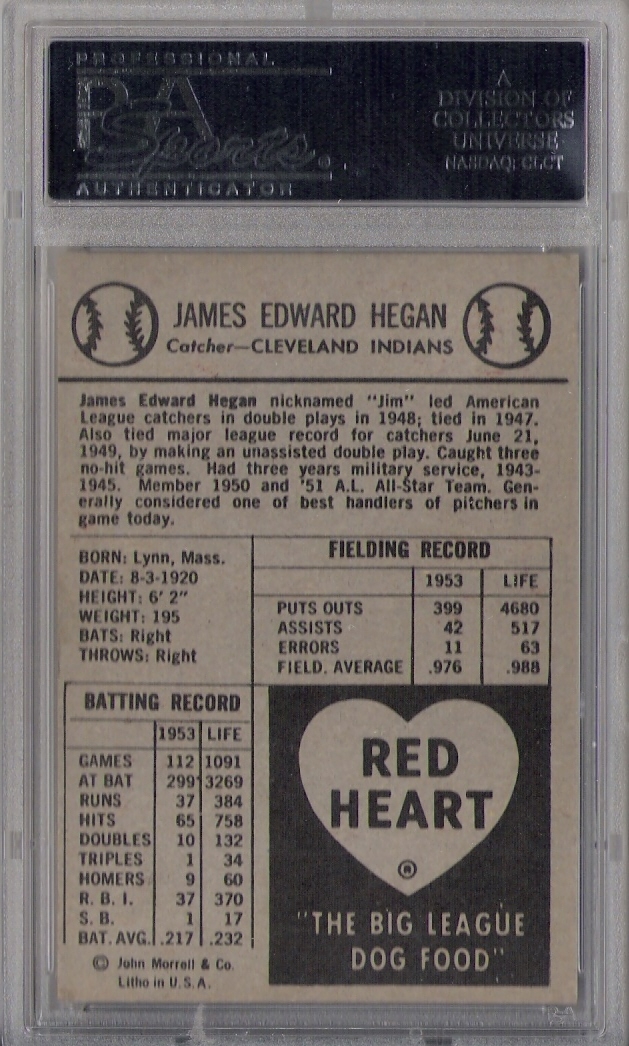 PROFESSIONAL
PSA
Sports
AUTHENTICATOR
A
DIVISION OF
COLLECTORS
UNIVERSE
NASDAQ: CLCT
JAMES EDWARD HEGAN
Catcher—CLEVELAND INDIANS
James Edward Hegan nicknamed "Jim" led American
League catchers in double plays in 1948; tied in 1947.
Also tied major league record for catchers June 21,
1949, by making an unassisted double play. Caught three
no-hit games. Had three years military service, 1943-
1945. Member 1950 and '51 A.L. All-Star Team. Gen-
erally considered one of best handlers of pitchers in
game today.
BORN: Lynn, Mass.
DATE: 8-3-1920
HEIGHT: 6' 2"
WEIGHT: 195
BATS: Right
THROWS: Right
FIELDING RECORD
1953 LIFE
PUTS OUTS 399 4680
ASSISTS 42 517
ERRORS 11 63
FIELD. AVERAGE .976 .988
BATTING RECORD
1953 LIFE
GAMES 112 1091
AT BAT 299 3269
RUNS 37 384
HITS 65 758
DOUBLES 10 132
TRIPLES 1 34
HOMERS 9 60
R. B. I. 37 370
S. B. 1 17
BAT. AVG. .217 .232
© John Morrell & Co.
Litho in U.S.A.
RED
HEART
®
"THE BIG LEAGUE
DOG FOOD"